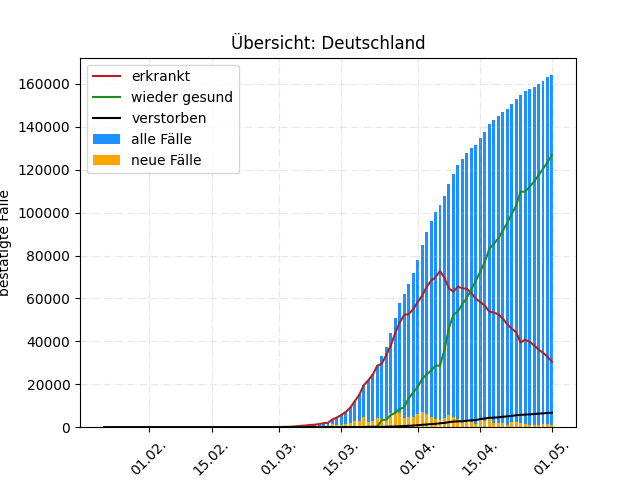 Übersicht: Deutschland
erkrankt
wieder gesund
verstorben
alle Fälle
neue Fälle
bestätigte Fälle
160000
140000
120000
100000
80000
60000
40000
20000
0
01.02.
15.02.
01.03.
15.03.
01.04.
15.04.
01.05.